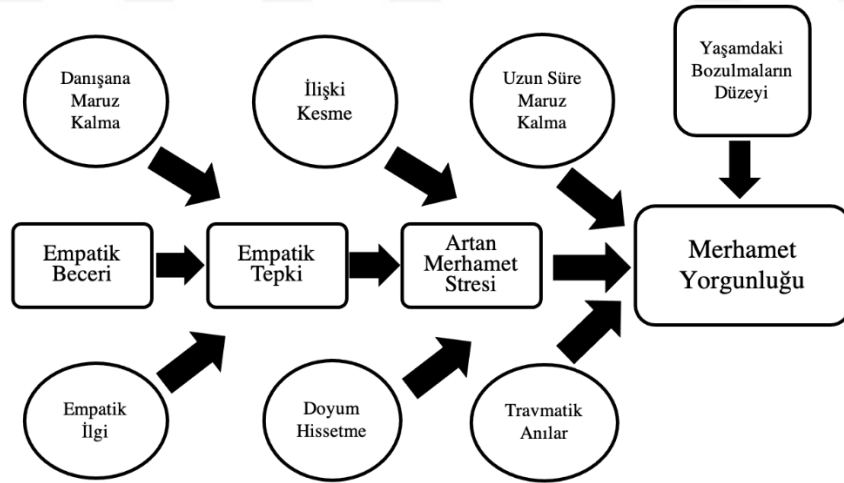 Danışana
Maruz
Kalma
İlişki
Kesme
Uzun Süre
Maruz
Kalma
Yaşamdaki
Bozulmaların
Düzeyi
Empatik
Beceri
Empatik
Tepki
Artan
Merhamet
Stresi
Merhamet
Yorgunluğu
Empatik
İlgi
Doyum
Hissetme
Travmatik
Anılar